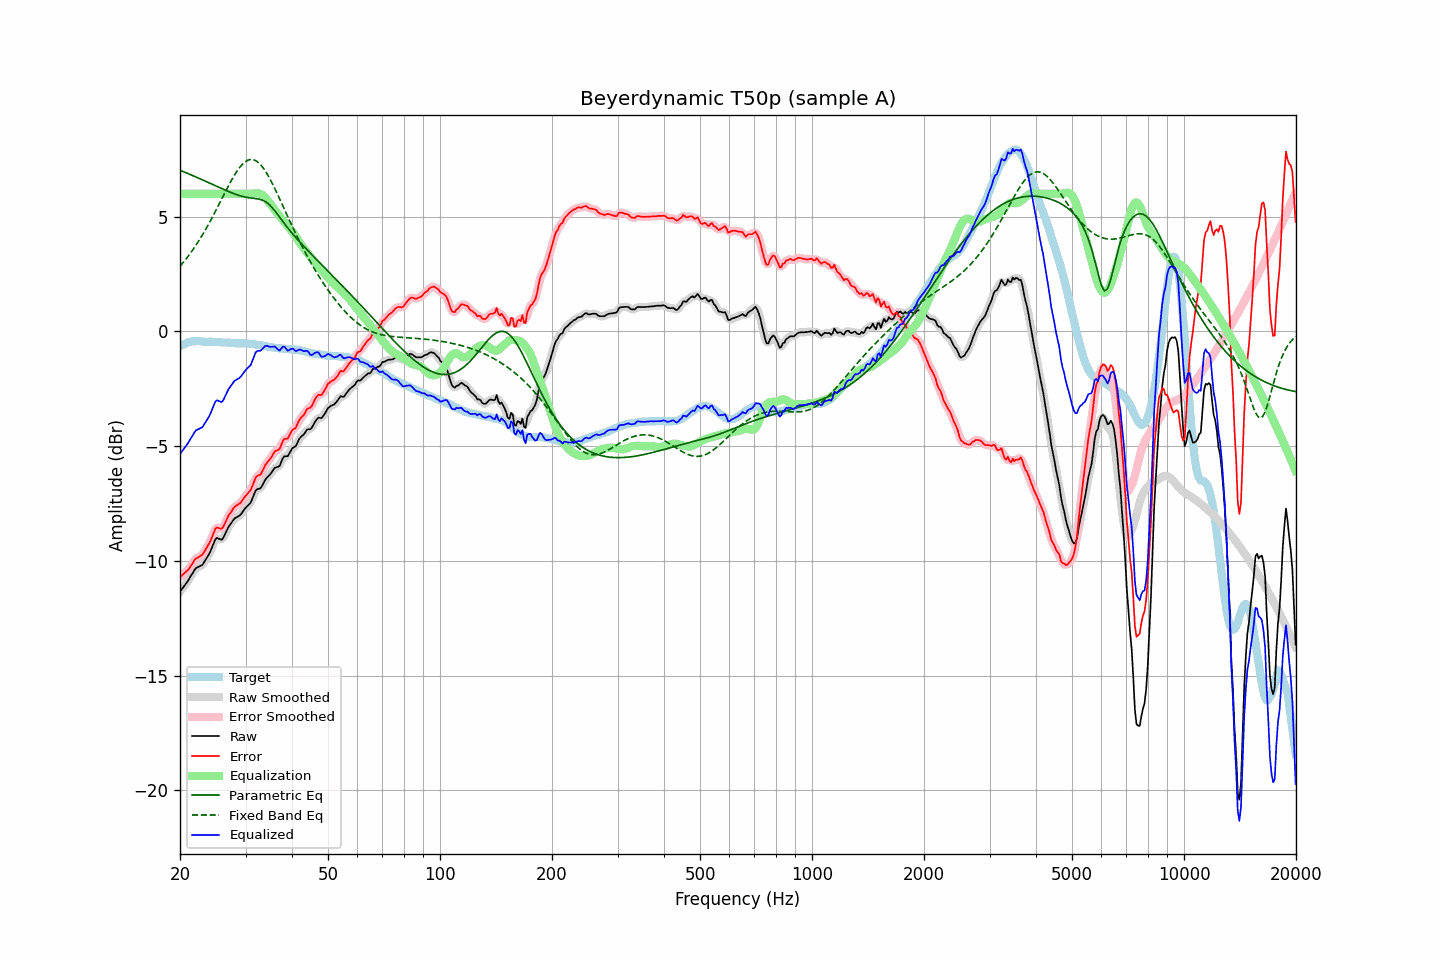 Beyerdynamic T50p (sample A)
Amplitude (dBr)
5
0
−5
−10
−15
−20
Target
Raw Smoothed
Error Smoothed
Raw
Error
Equalization
Parametric Eq
Fixed Band Eq
Equalized
20 50 100 200 500 1000 2000 5000 10000 20000
Frequency (Hz)